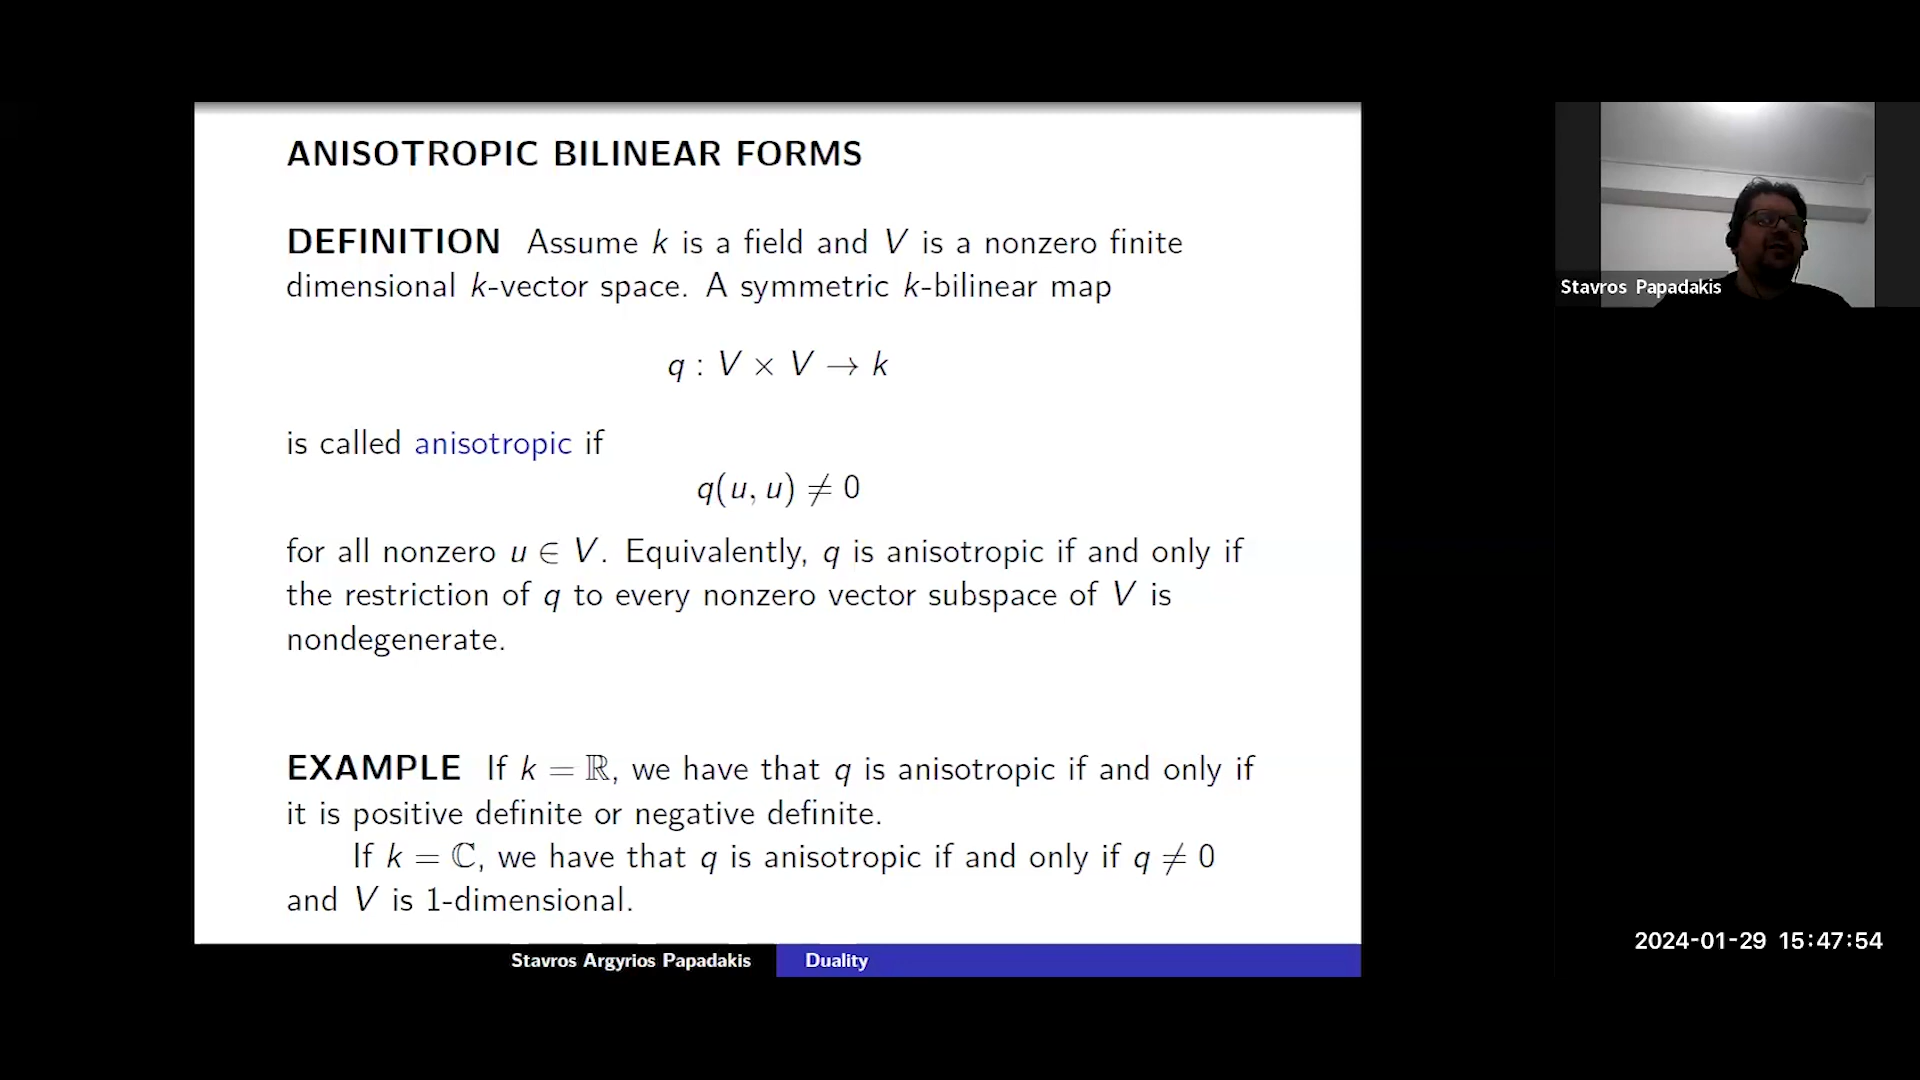 ANISOTROPIC BILINEAR FORMS
DEFINITION Assume k is a field and V is a nonzero finite
dimensional k-vector space. A symmetric k-bilinear map
q : V × V → k
is called anisotropic if
q(u, u) ≠ 0
for all nonzero u ∈ V. Equivalently, q is anisotropic if and only if
the restriction of q to every nonzero vector subspace of V is
nondegenerate.
EXAMPLE If k = ℝ, we have that q is anisotropic if and only if
it is positive definite or negative definite.
If k = ℂ, we have that q is anisotropic if and only if q ≠ 0
and V is 1-dimensional.
Stavros Argyrios Papadakis
Duality
Stavros Papadakis
2024-01-29 15:47:54